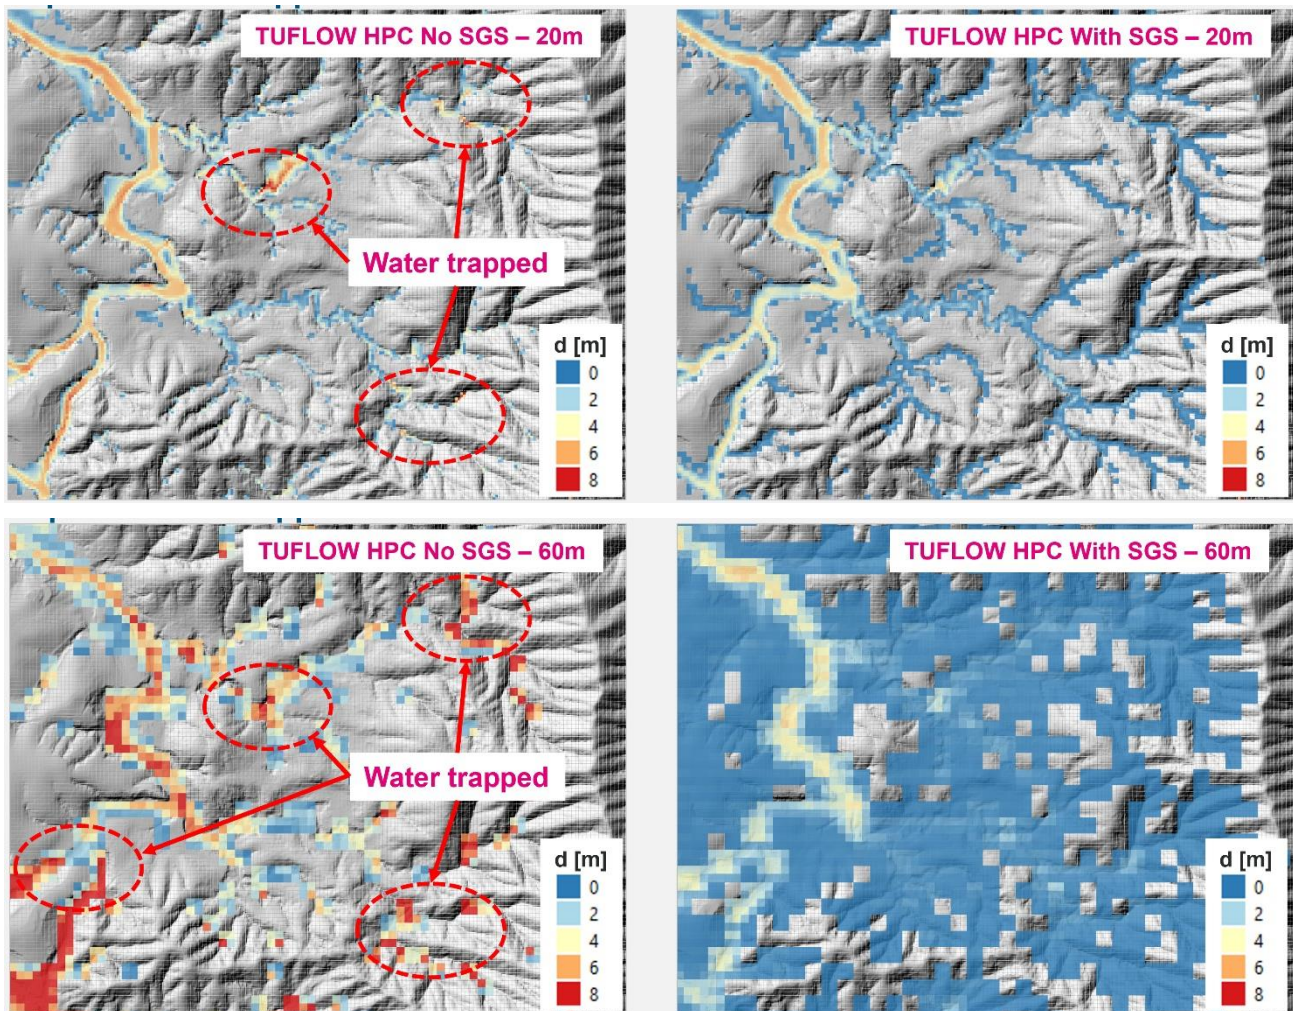 TUFLOW HPC No SGS – 20m
Water trapped
d [m]
0
2
4
6
8
TUFLOW HPC With SGS – 20m
d [m]
0
2
4
6
8
TUFLOW HPC No SGS – 60m
Water trapped
d [m]
0
2
4
6
8
TUFLOW HPC With SGS – 60m
d [m]
0
2
4
6
8